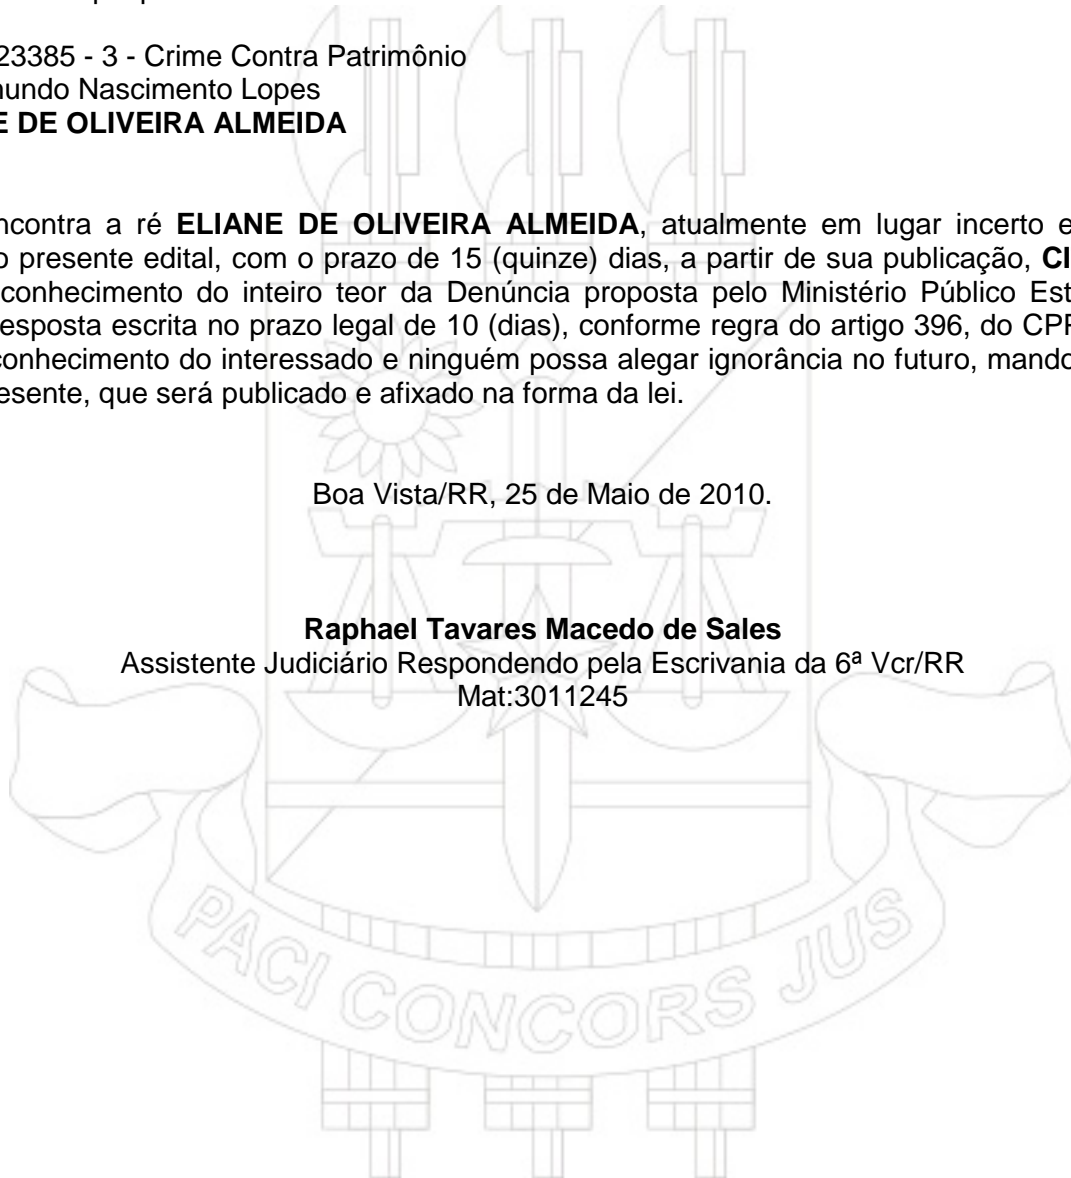 23385 - 3 - Crime Contra Patrimônio
undo Nascimento Lopes
E DE OLIVEIRA ALMEIDA
ncontra a ré ELIANE DE OLIVEIRA ALMEIDA, atualmente em lugar incerto e
o presente edital, com o prazo de 15 (quinze) dias, a partir de sua publicação, CI
conhecimento do inteiro teor da Denúncia proposta pelo Ministério Público Est
esposta escrita no prazo legal de 10 (dias), conforme regra do artigo 396, do CPP
conhecimento do interessado e ninguém possa alegar ignorância no futuro, mando
esente, que será publicado e afixado na forma da lei.
Boa Vista/RR, 25 de Maio de 2010.
Raphael Tavares Macedo de Sales
Assistente Judiciário Respondendo pela Escrivania da 6ª Vcr/RR
Mat:3011245
PACI CONCORS JUS